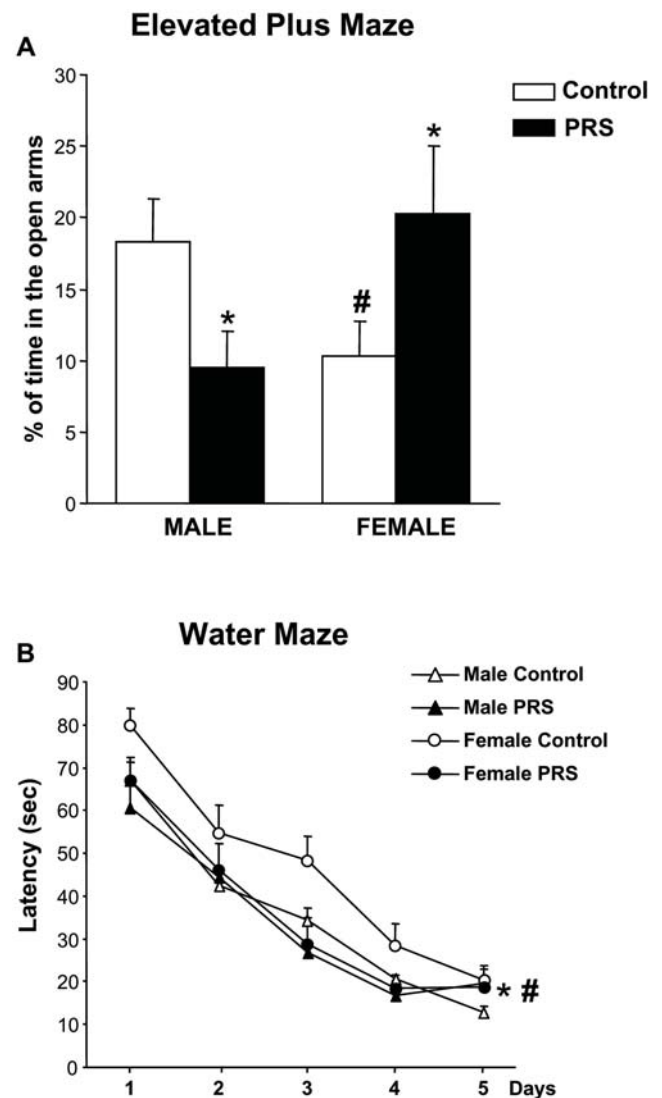 Elevated Plus Maze
A
Control
PRS
% of time in the open arms
30
25
20
15
10
5
0
*
#
*
MALE FEMALE
Water Maze
B
Male Control
Male PRS
Female Control
Female PRS
Latency (sec)
90
80
70
60
50
40
30
20
10
0
* #
1 2 3 4 5 Days